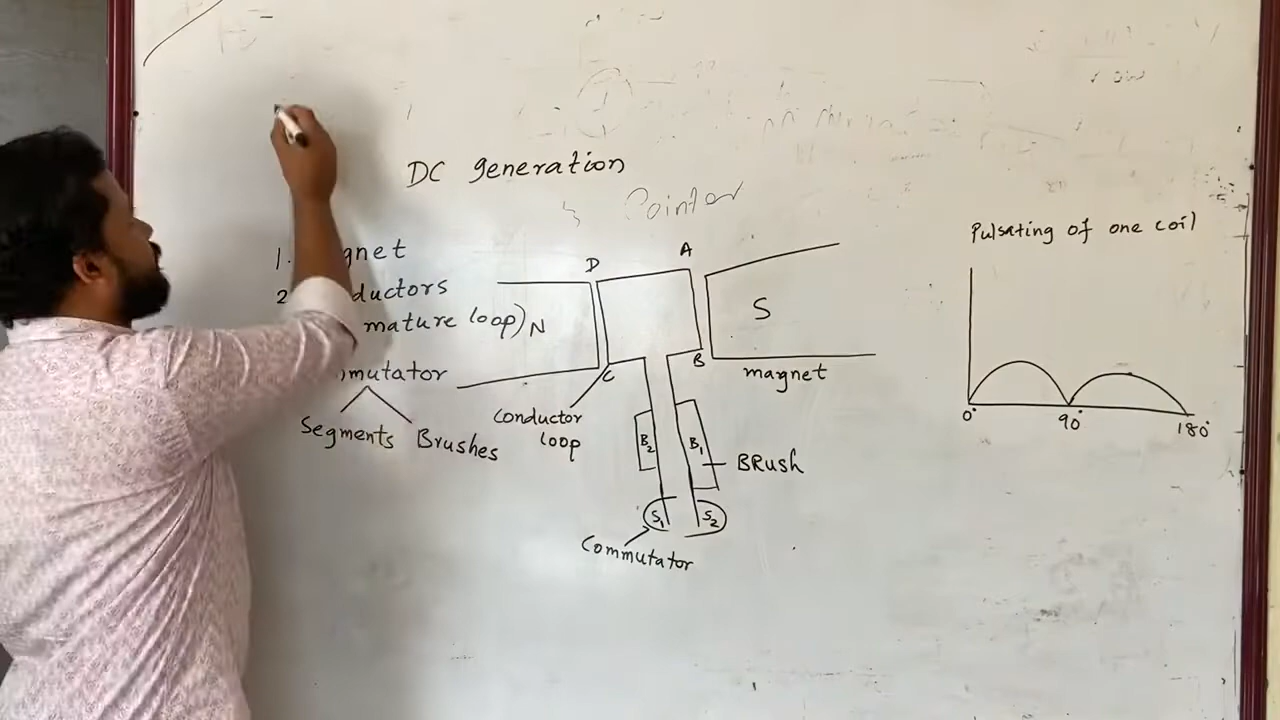 DC generation
Pointer
1. gnet
2 ductors
mature loop)
mutator
Segments Brushes
D A
N S
C B
magnet
Conductor
loop
B2 B1
BRush
S1 S2
Commutator
Pulsating of one coil
0° 90 180°